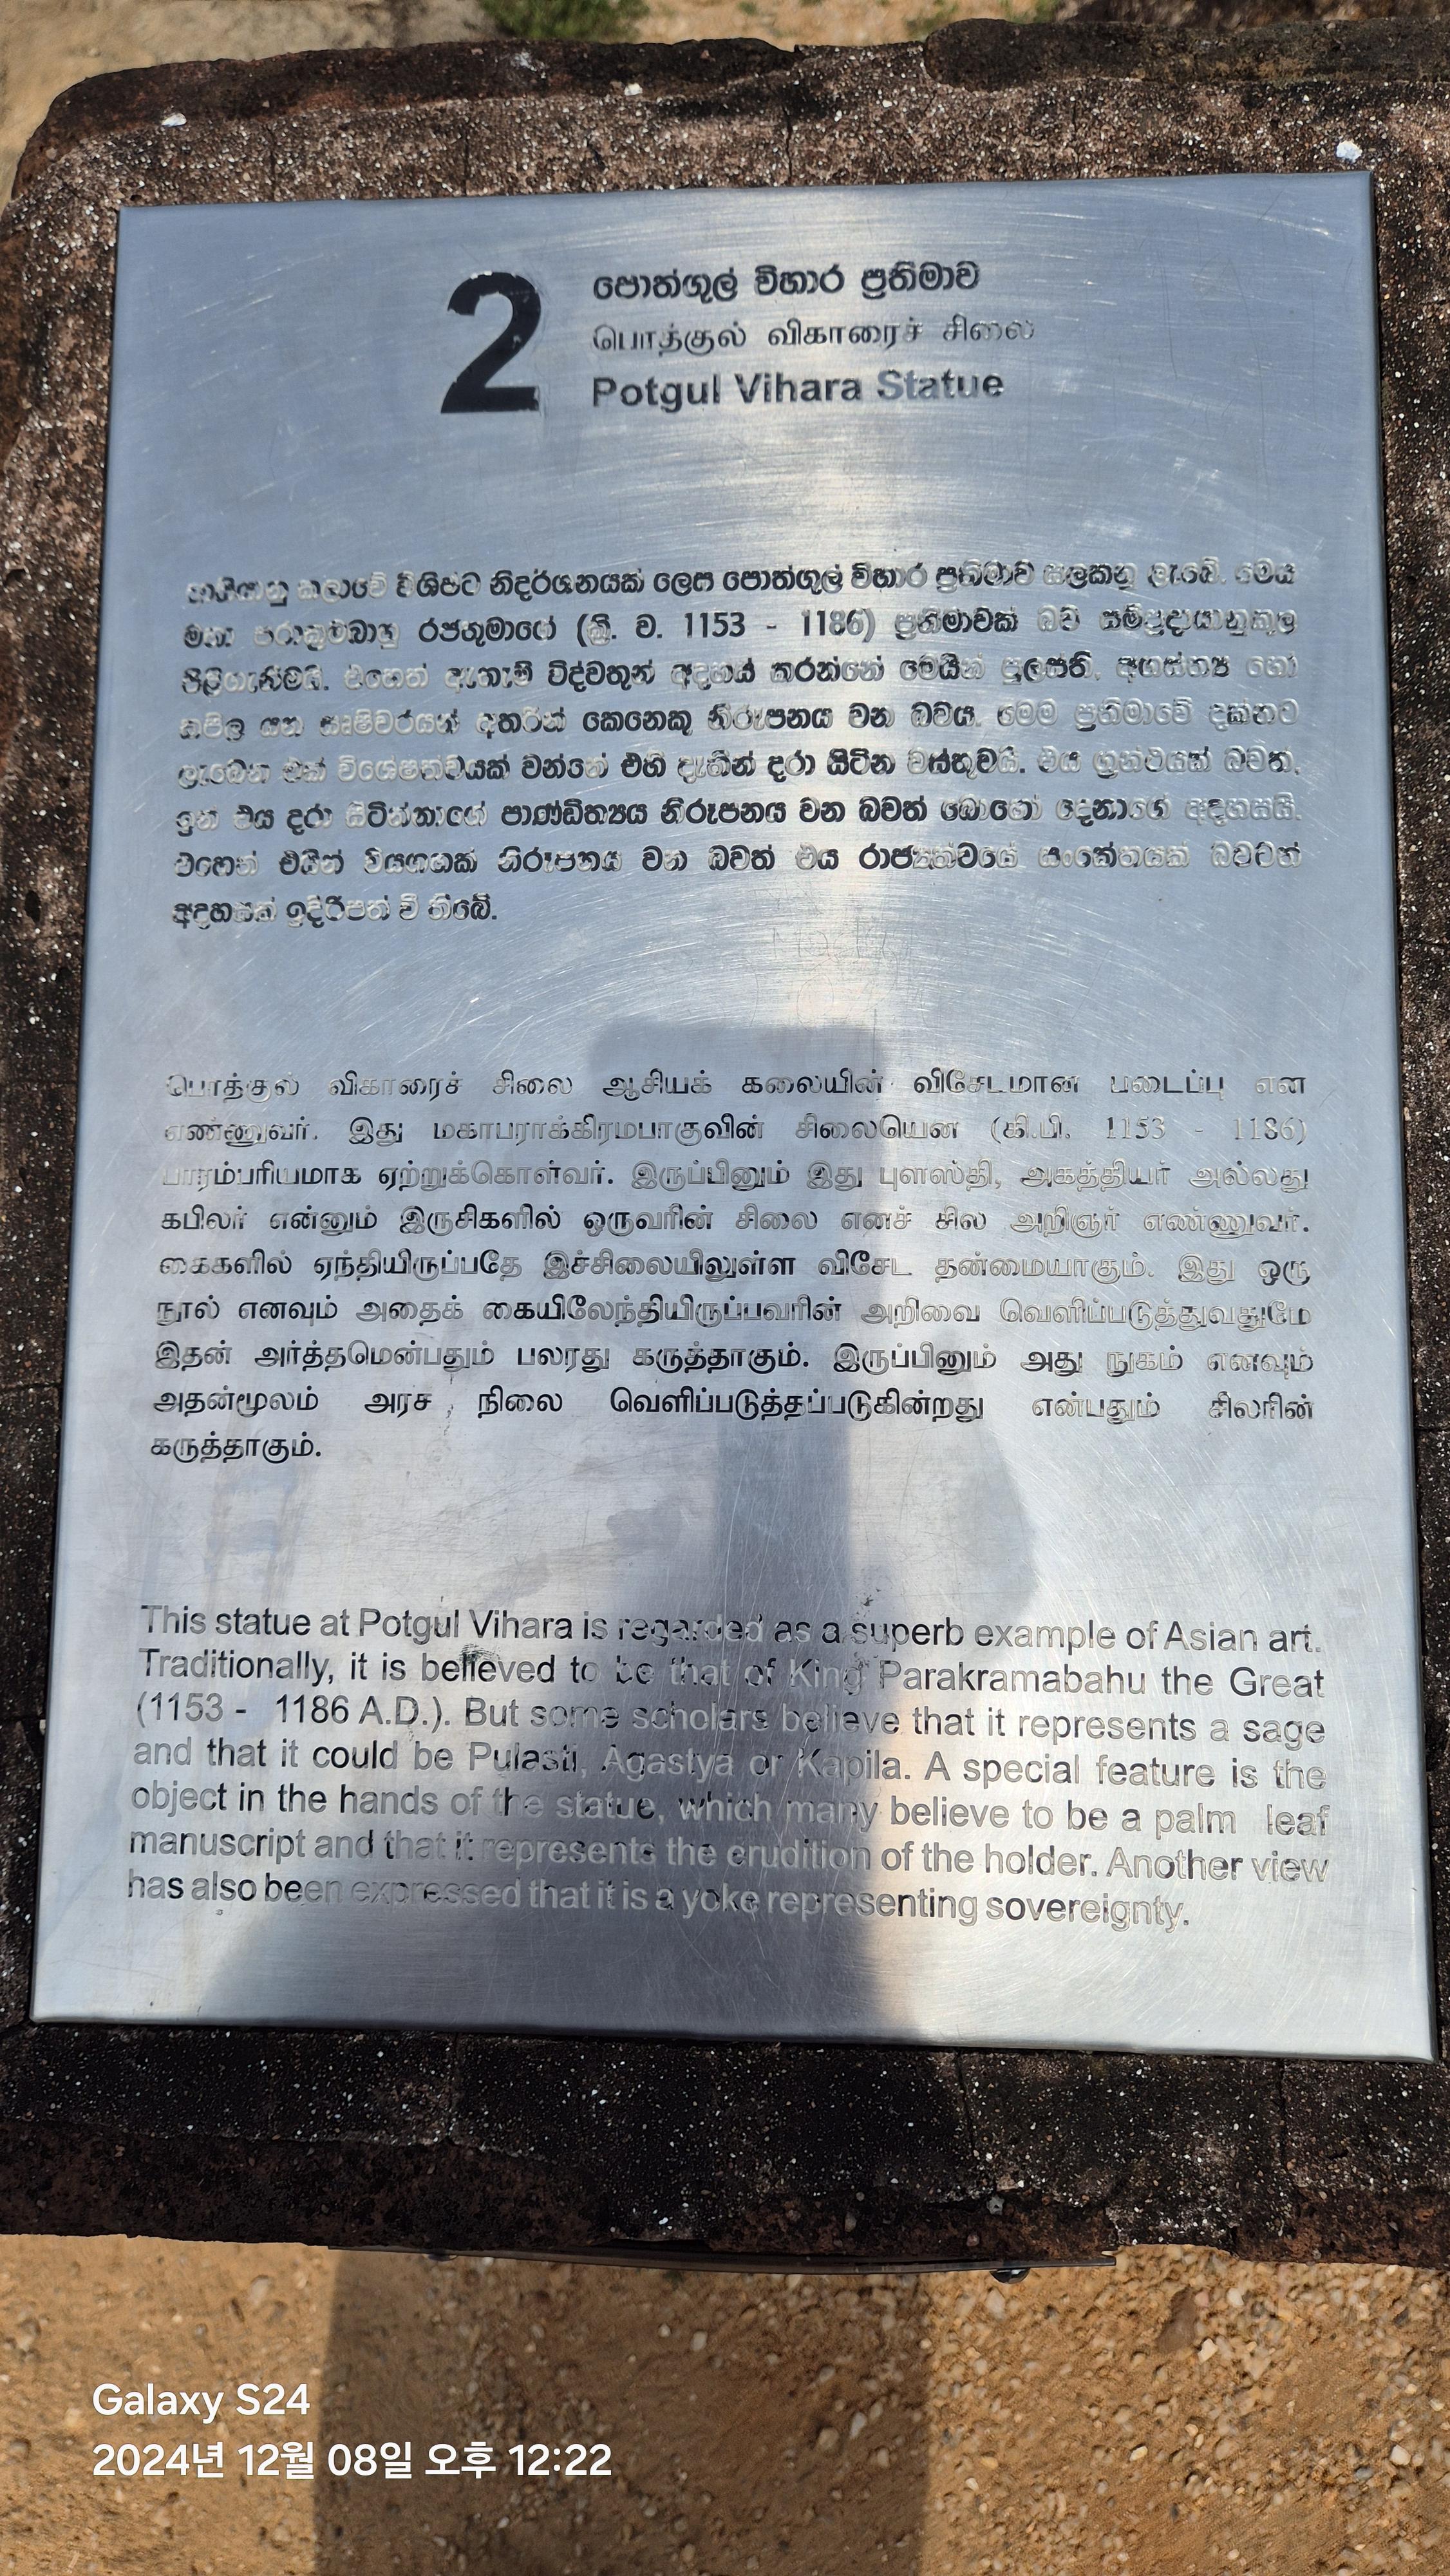 2
පොත්ගුල් විහාර ප්‍රතිමාව
பொத்குல் விகாரைச் சிலை
Potgul Vihara Statue
ආශියානු කලාවේ විශිෂ්ට නිදර්ශනයක් ලෙස පොත්ගුල් විහාර ප්‍රතිමාව සලකනු ලැබේ. මෙය
මහා පරාක්‍රමබාහු රජතුමාගේ (ක්‍රි. ව. 1153 - 1186) ප්‍රතිමාවක් බව සම්ප්‍රදායානුකූල
පිළිගැනීමයි. එහෙත් ඇතැම් විද්වතුන් අදහස් කරන්නේ මෙයින් පුලස්ති, අගස්ත්‍ය හෝ
කපිල යන සෘෂිවරයන් අතරින් කෙනෙකු නිරූපනය වන බවය. මෙම ප්‍රතිමාවේ දක්නට
ලැබෙන එක් විශේෂත්වයක් වන්නේ එහි දෑතින් දරා සිටින වස්තුවයි. එය ග්‍රන්ථයක් බවත්,
ඉන් එය දරා සිටින්නාගේ පාණ්ඩිත්‍යය නිරූපනය වන බවත් බොහෝ දෙනාගේ අදහසයි.
එහෙත් එයින් වියගහක් නිරූපනය වන බවත් එය රාජ්‍යත්වයේ සංකේතයක් බවටත්
අදහසක් ඉදිරිපත් වී තිබේ.
பொத்குல் விகாரைச் சிலை ஆசியக் கலையின் விசேடமான படைப்பு என
எண்ணுவர். இது மகாபராக்கிரமபாகுவின் சிலையென (கி.பி. 1153 - 1186)
பாரம்பரியமாக ஏற்றுக்கொள்வர். இருப்பினும் இது புளஸ்தி, அகத்தியர் அல்லது
கபிலர் என்னும் இருசிகளில் ஒருவரின் சிலை எனச் சில அறிஞர் எண்ணுவர்.
கைகளில் ஏந்தியிருப்பதே இச்சிலையிலுள்ள விசேட தன்மையாகும். இது ஒரு
நூல் எனவும் அதைக் கையிலேந்தியிருப்பவரின் அறிவை வெளிப்படுத்துவதுமே
இதன் அர்த்தமென்பதும் பலரது கருத்தாகும். இருப்பினும் அது நுகம் எனவும்
அதன்மூலம் அரச நிலை வெளிப்படுத்தப்படுகின்றது என்பதும் சிலரின்
கருத்தாகும்.
This statue at Potgul Vihara is regarded as a superb example of Asian art.
Traditionally, it is believed to be that of King Parakramabahu the Great
(1153 - 1186 A.D.). But some scholars believe that it represents a sage
and that it could be Pulasti, Agastya or Kapila. A special feature is the
object in the hands of the statue, which many believe to be a palm leaf
manuscript and that it represents the erudition of the holder. Another view
has also been expressed that it is a yoke representing sovereignty.
Galaxy S24
2024년 12월 08일 오후 12:22